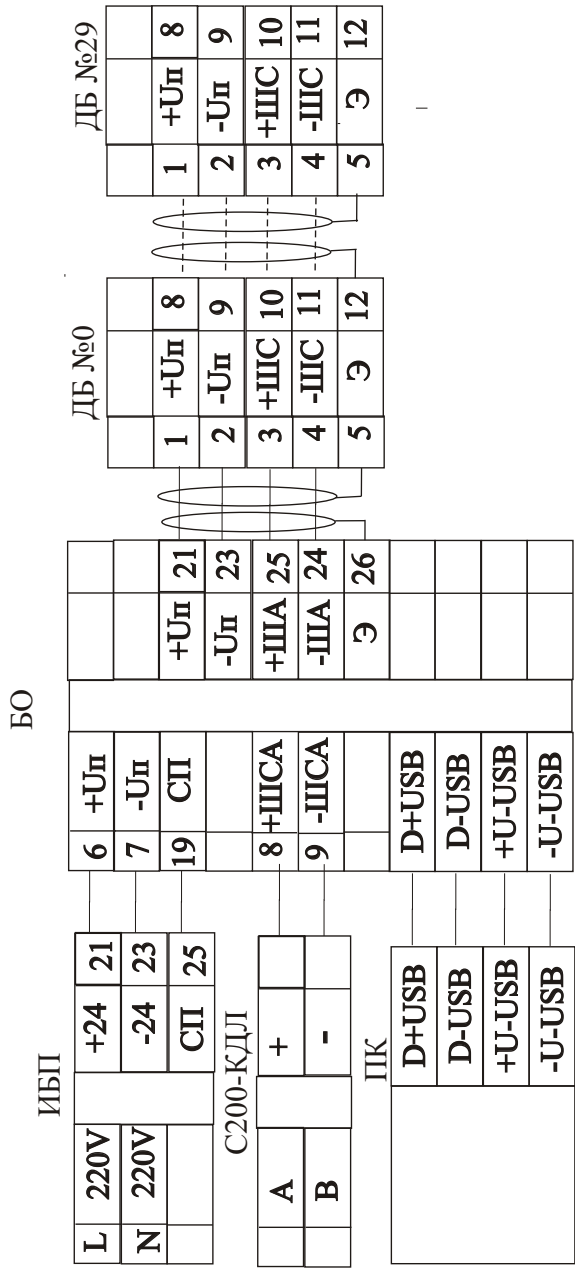 ИБП
L 220V +24 21
N 220V -24 23
СП 25
С200-КДЛ
A +
B -
ПК
D+USB
D-USB
+U-USB
-U-USB
БО
6 +Uп
7 -Uп
19 СП +Uп 21
-Uп 23
8 +ШСА +ША 25
9 -ШСА -ША 24
Э 26
D+USB
D-USB
+U-USB
-U-USB
ДБ №0
1 +Uп 8
2 -Uп 9
3 +ШС 10
4 -ШС 11
5 Э 12
ДБ №29
1 +Uп 8
2 -Uп 9
3 +ШС 10
4 -ШС 11
5 Э 12